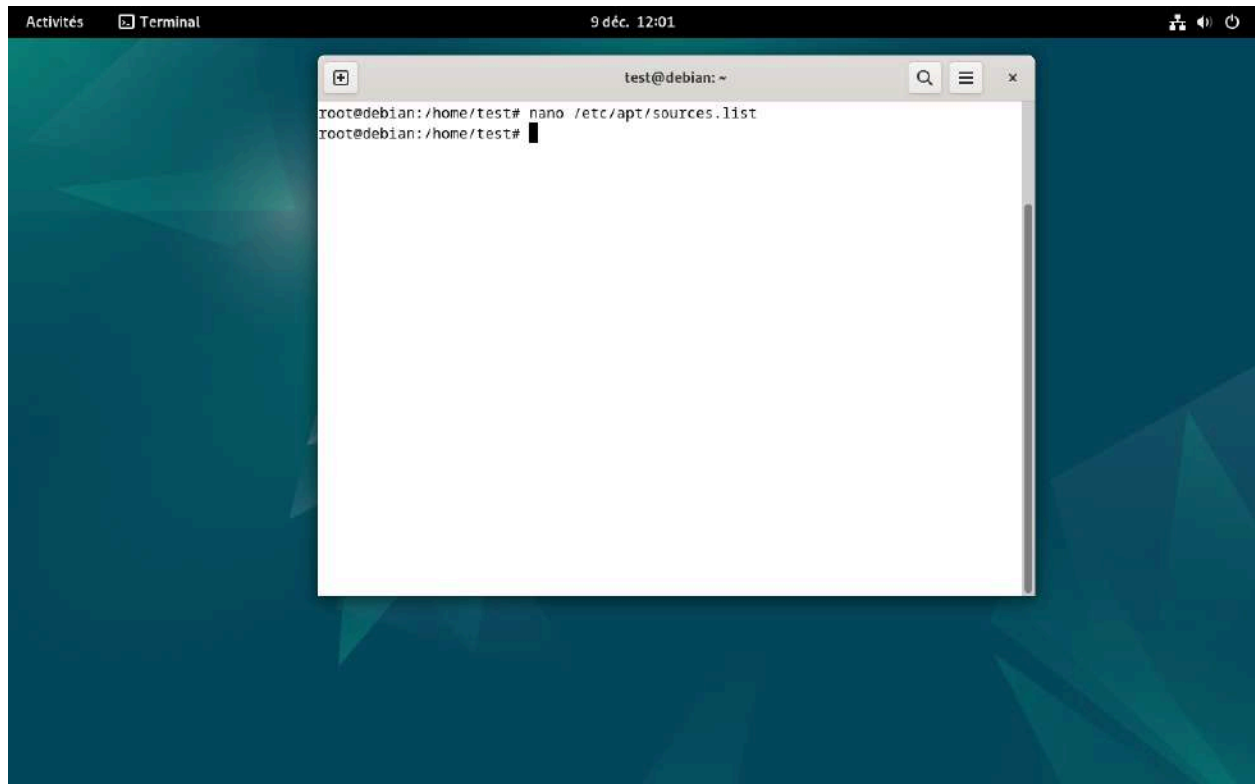 Activités Terminal 9 déc. 12:01
test@debian: ~
root@debian:/home/test# nano /etc/apt/sources.list
root@debian:/home/test#